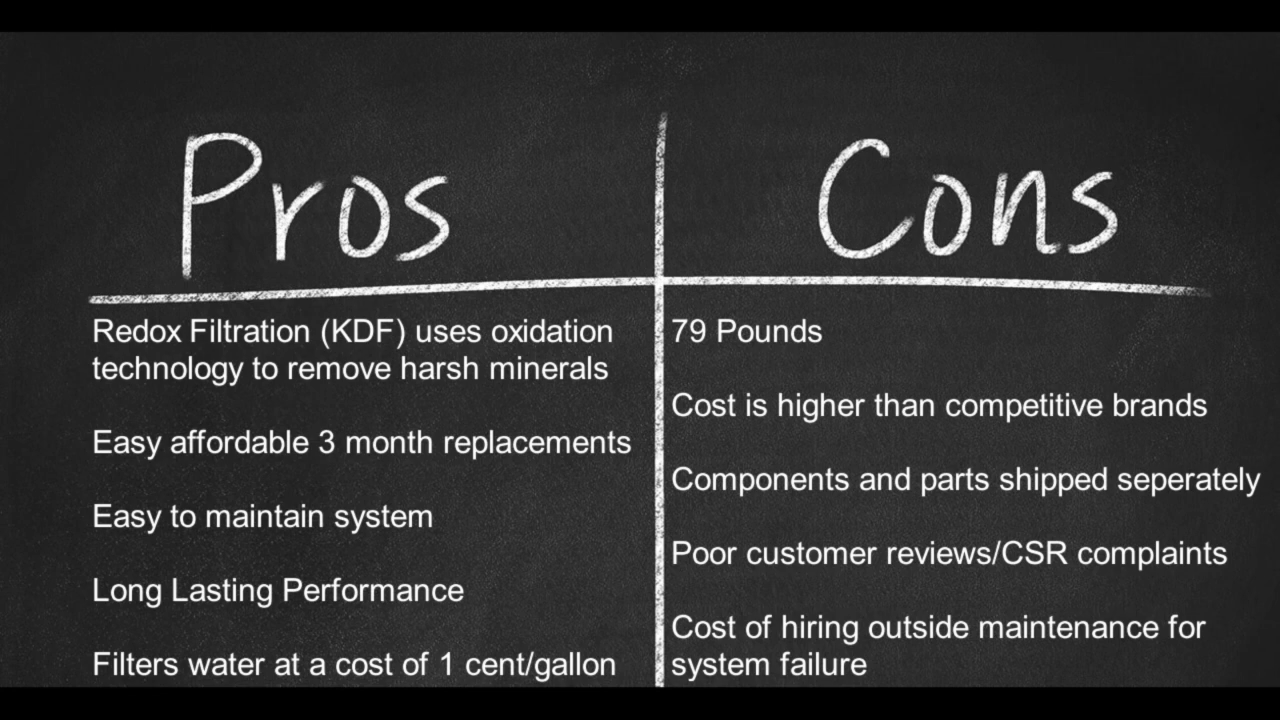 Pros
Redox Filtration (KDF) uses oxidation
technology to remove harsh minerals
Easy affordable 3 month replacements
Easy to maintain system
Long Lasting Performance
Filters water at a cost of 1 cent/gallon
Cons
79 Pounds
Cost is higher than competitive brands
Components and parts shipped seperately
Poor customer reviews/CSR complaints
Cost of hiring outside maintenance for
system failure